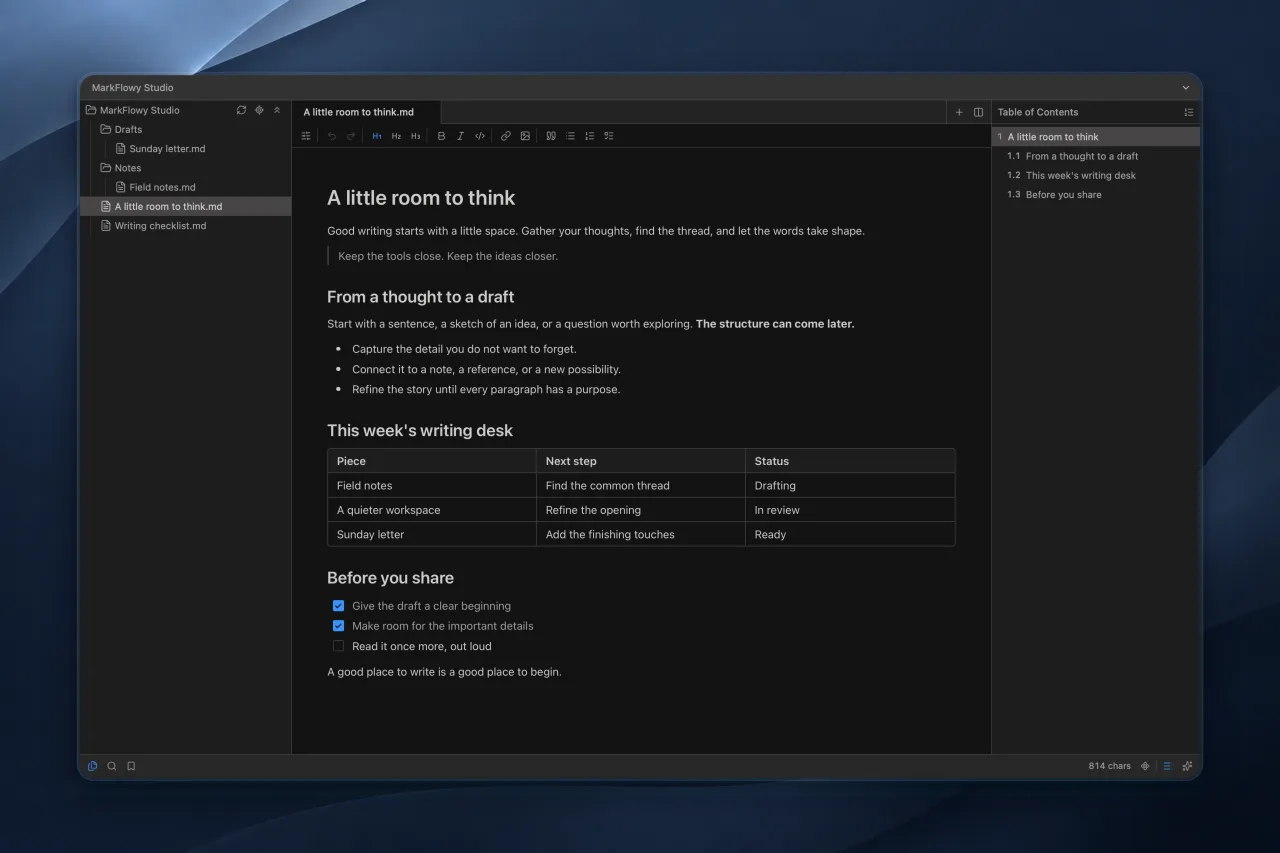 MarkFlowy Studio
MarkFlowy Studio
Drafts
Sunday letter.md
Notes
Field notes.md
A little room to think.md
Writing checklist.md
A little room to think.md
H1 H2 H3 B I
A little room to think
Good writing starts with a little space. Gather your thoughts, find the thread, and let the words take shape.
Keep the tools close. Keep the ideas closer.
From a thought to a draft
Start with a sentence, a sketch of an idea, or a question worth exploring. The structure can come later.
Capture the detail you do not want to forget.
Connect it to a note, a reference, or a new possibility.
Refine the story until every paragraph has a purpose.
This week's writing desk
Piece Next step Status
Field notes Find the common thread Drafting
A quieter workspace Refine the opening In review
Sunday letter Add the finishing touches Ready
Before you share
Give the draft a clear beginning
Make room for the important details
Read it once more, out loud
A good place to write is a good place to begin.
Table of Contents
1 A little room to think
1.1 From a thought to a draft
1.2 This week's writing desk
1.3 Before you share
814 chars